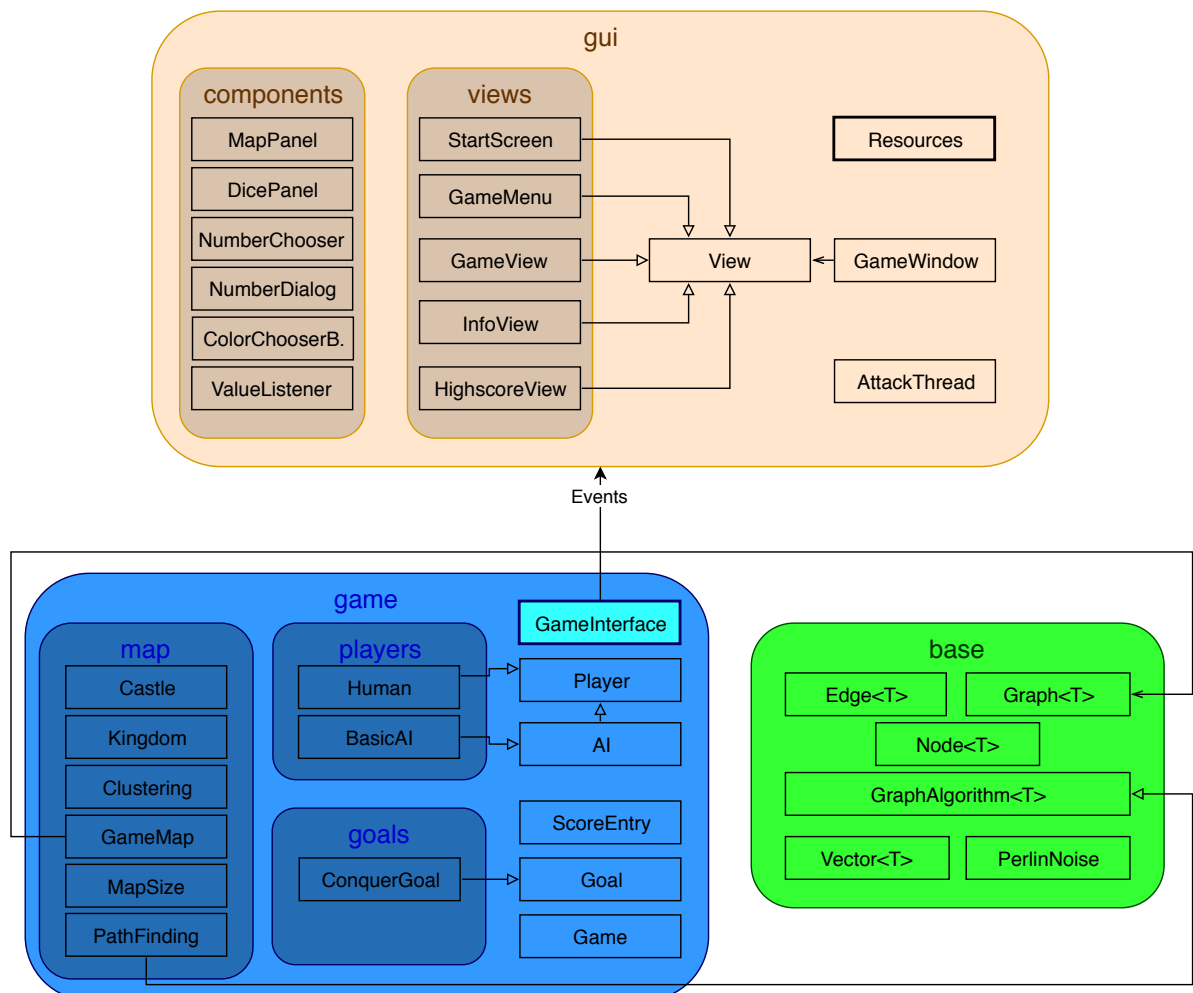 gui
components
MapPanel
DicePanel
NumberChooser
NumberDialog
ColorChooserB.
ValueListener
views
StartScreen
GameMenu
GameView
InfoView
HighscoreView
View
Resources
GameWindow
AttackThread
Events
game
map
Castle
Kingdom
Clustering
GameMap
MapSize
PathFinding
players
Human
BasicAI
goals
ConquerGoal
GameInterface
Player
AI
ScoreEntry
Goal
Game
base
Edge<T>
Graph<T>
Node<T>
GraphAlgorithm<T>
Vector<T>
PerlinNoise